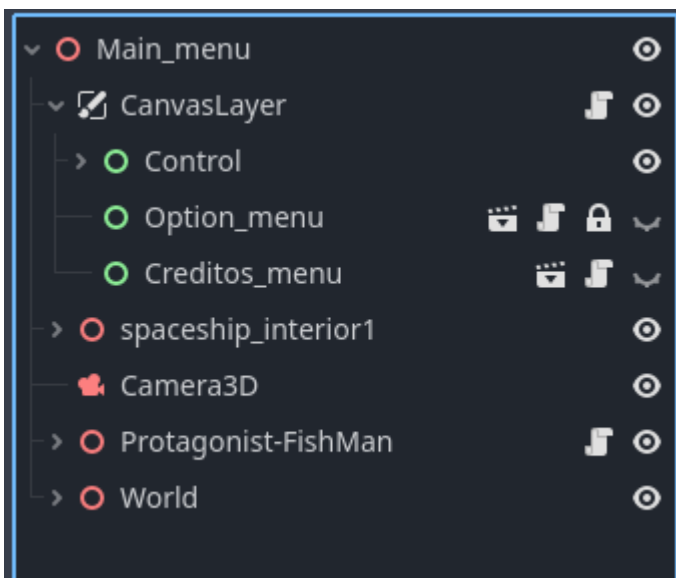 Main_menu
CanvasLayer
Control
Option_menu
Creditos_menu
spaceship_interior1
Camera3D
Protagonist-FishMan
World